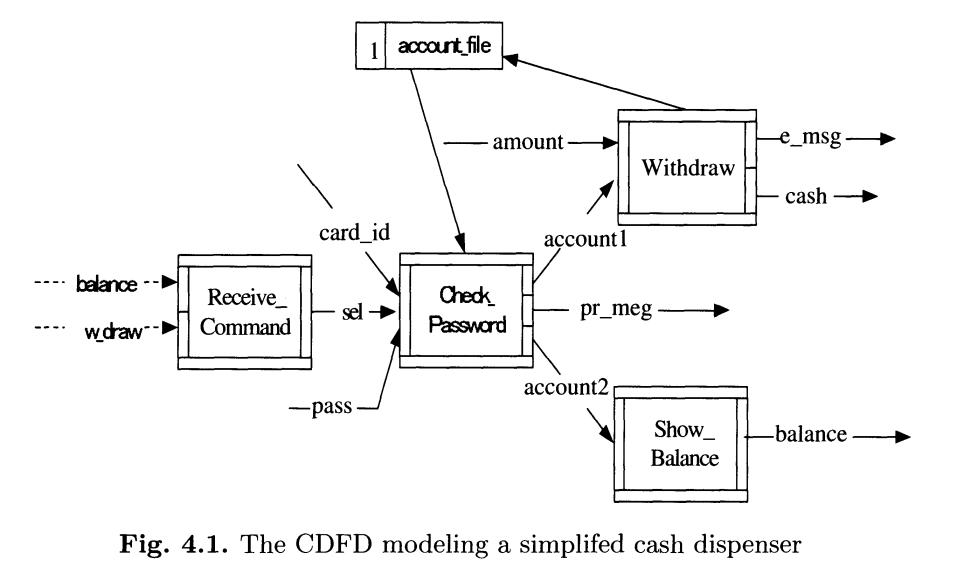 1 account_file
amount
e_msg
Withdraw
cash
card_id
account1
balance
Receive_
Command
sel
Check_
Password
pr_meg
w_draw
pass
account2
Show_
Balance
balance
Fig. 4.1. The CDFD modeling a simplifed cash dispenser